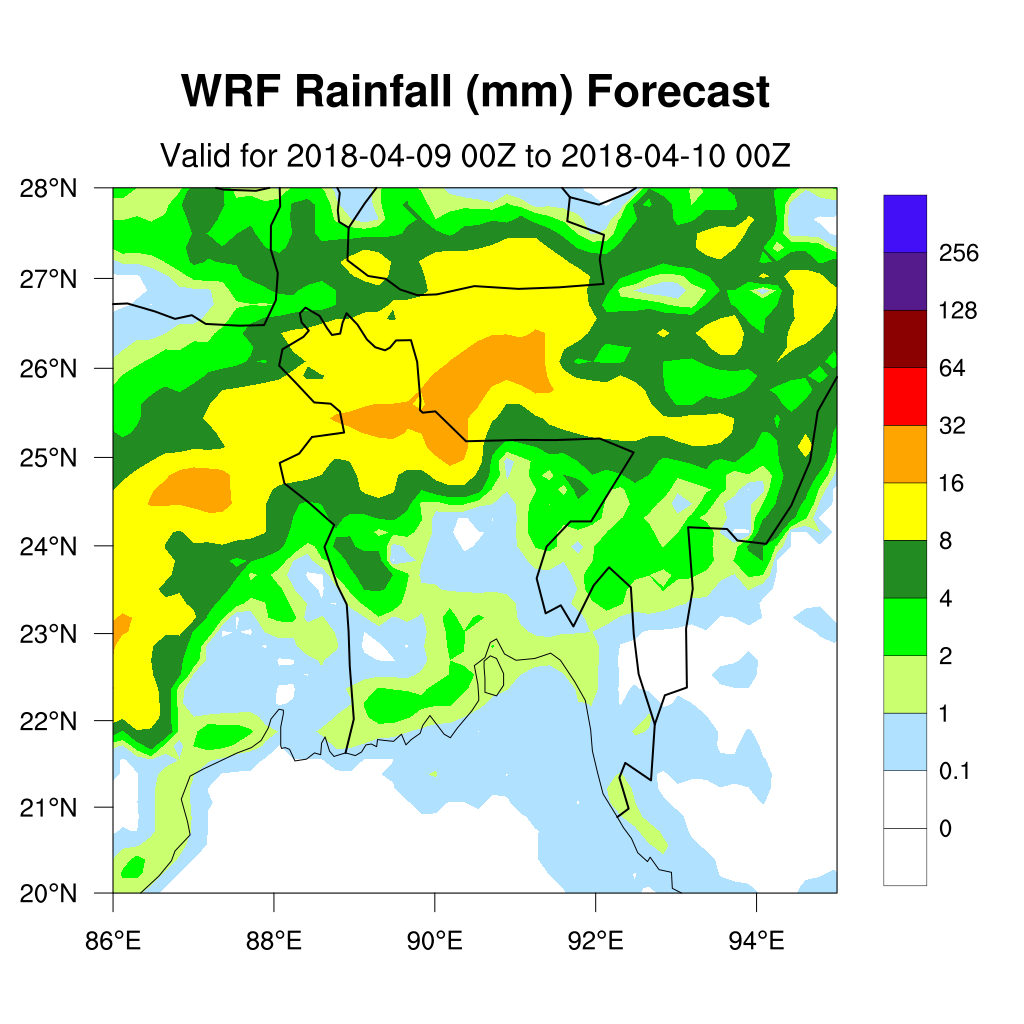 WRF Rainfall (mm) Forecast
Valid for 2018-04-09 00Z to 2018-04-10 00Z
28°N
27°N
26°N
25°N
24°N
23°N
22°N
21°N
20°N
86°E 88°E 90°E 92°E 94°E
256
128
64
32
16
8
4
2
1
0.1
0